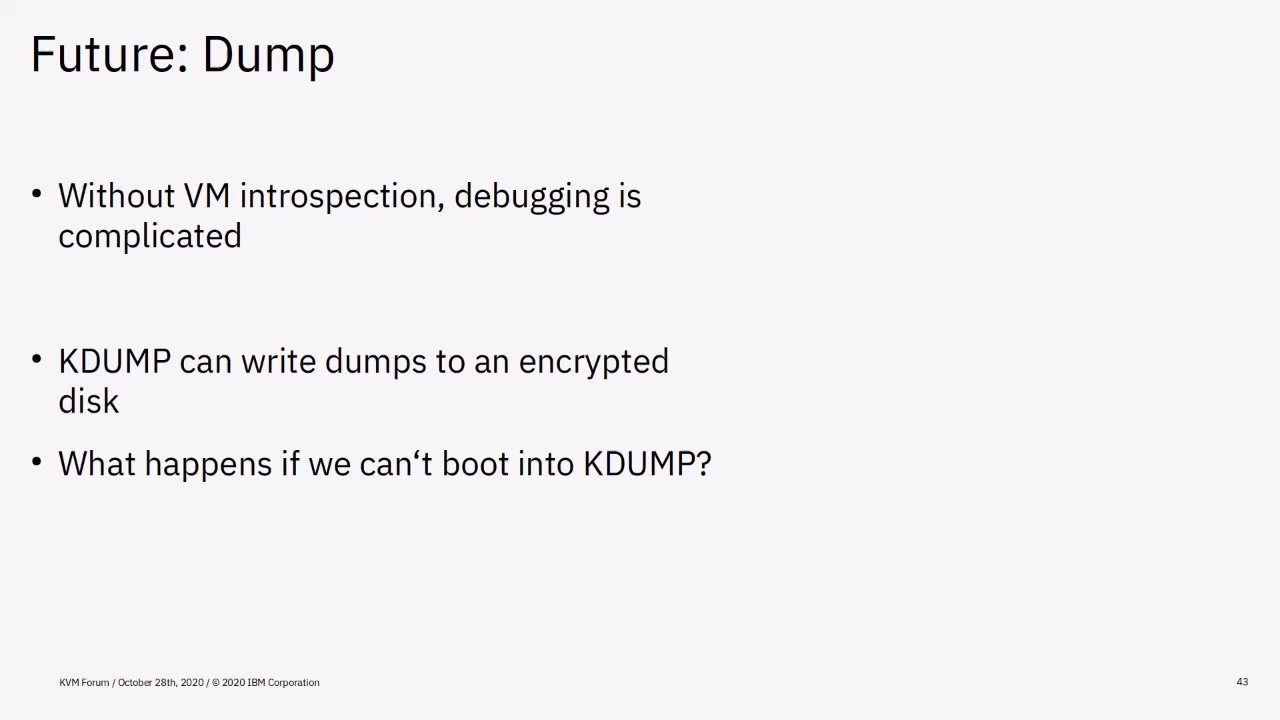 Future: Dump
• Without VM introspection, debugging is
complicated
• KDUMP can write dumps to an encrypted
disk
• What happens if we can‘t boot into KDUMP?
KVM Forum / October 28th, 2020 / © 2020 IBM Corporation
43